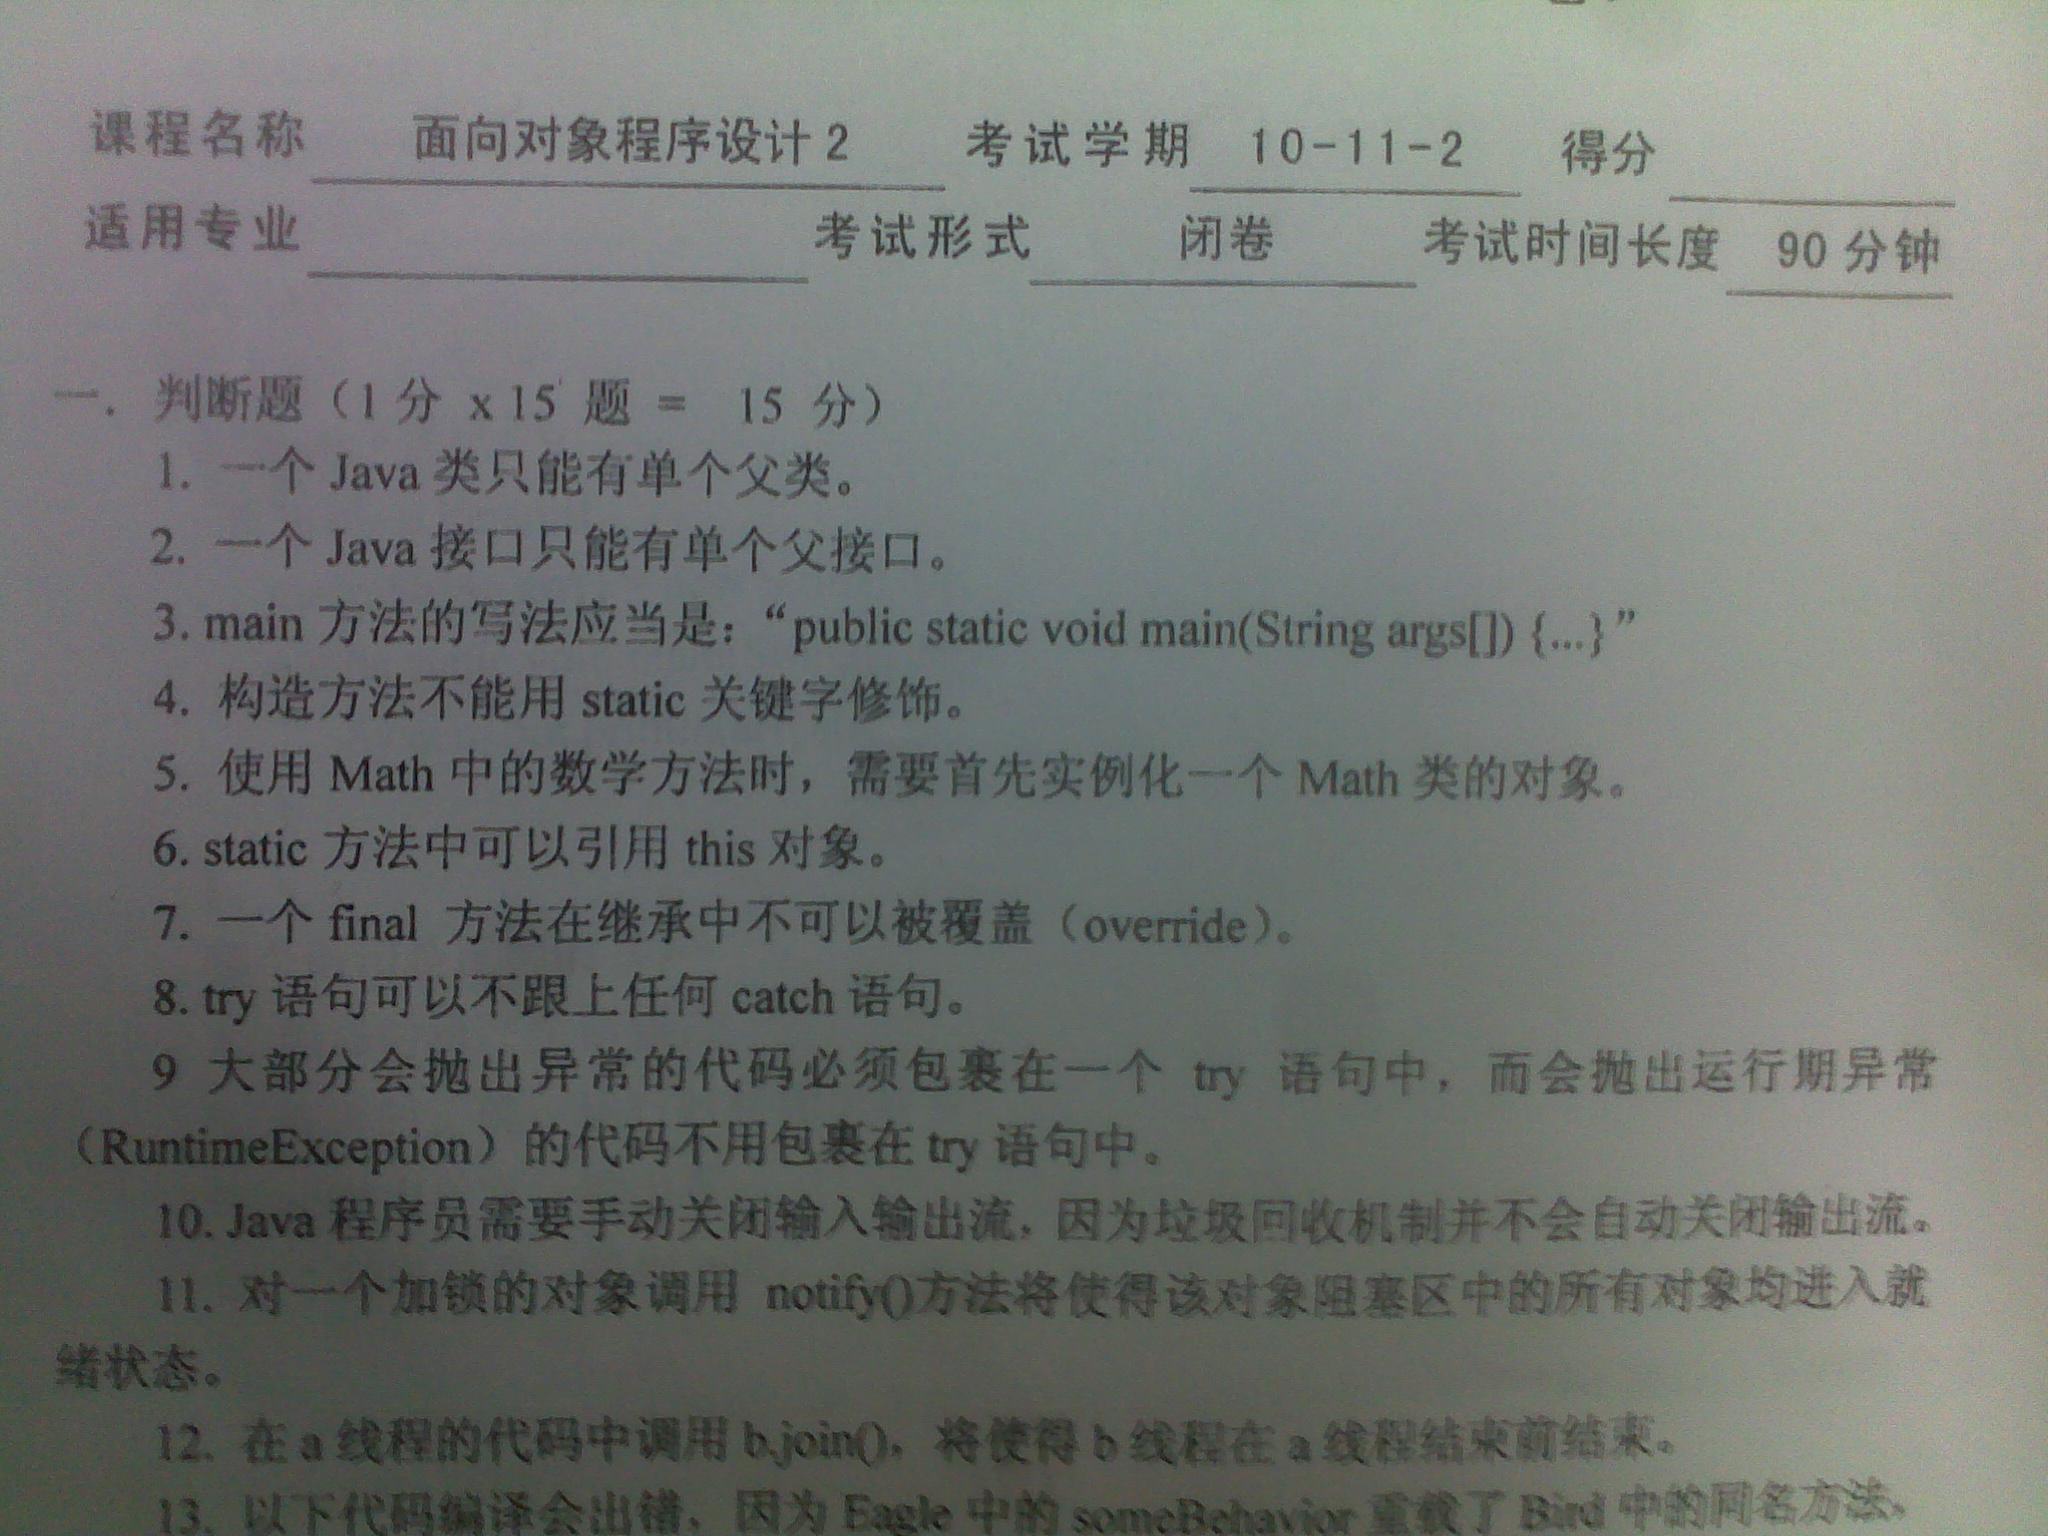 课程名称 面向对象程序设计2 考试学期 10-11-2 得分
适用专业 考试形式 闭卷 考试时间长度 90分钟
一. 判断题（1分 x 15 题 = 15 分）
1. 一个 Java 类只能有单个父类。
2. 一个 Java 接口只能有单个父接口。
3. main 方法的写法应当是：“public static void main(String args[]) {...}”
4. 构造方法不能用 static 关键字修饰。
5. 使用 Math 中的数学方法时，需要首先实例化一个 Math 类的对象。
6. static 方法中可以引用 this 对象。
7. 一个 final 方法在继承中不可以被覆盖（override）。
8. try 语句可以不跟上任何 catch 语句。
9 大部分会抛出异常的代码必须包裹在一个 try 语句中，而会抛出运行期异常
（RuntimeException）的代码不用包裹在 try 语句中。
10. Java 程序员需要手动关闭输入输出流，因为垃圾回收机制并不会自动关闭输出流。
11. 对一个加锁的对象调用 notify()方法将使得该对象阻塞区中的所有对象均进入就
绪状态。
12. 在 a 线程的代码中调用 b.join()，将使得 b 线程在 a 线程结束前结束。
13. 以下代码编译会出错，因为 Eagle 中的 someBehavior 重载了 Bird 中的同名方法，